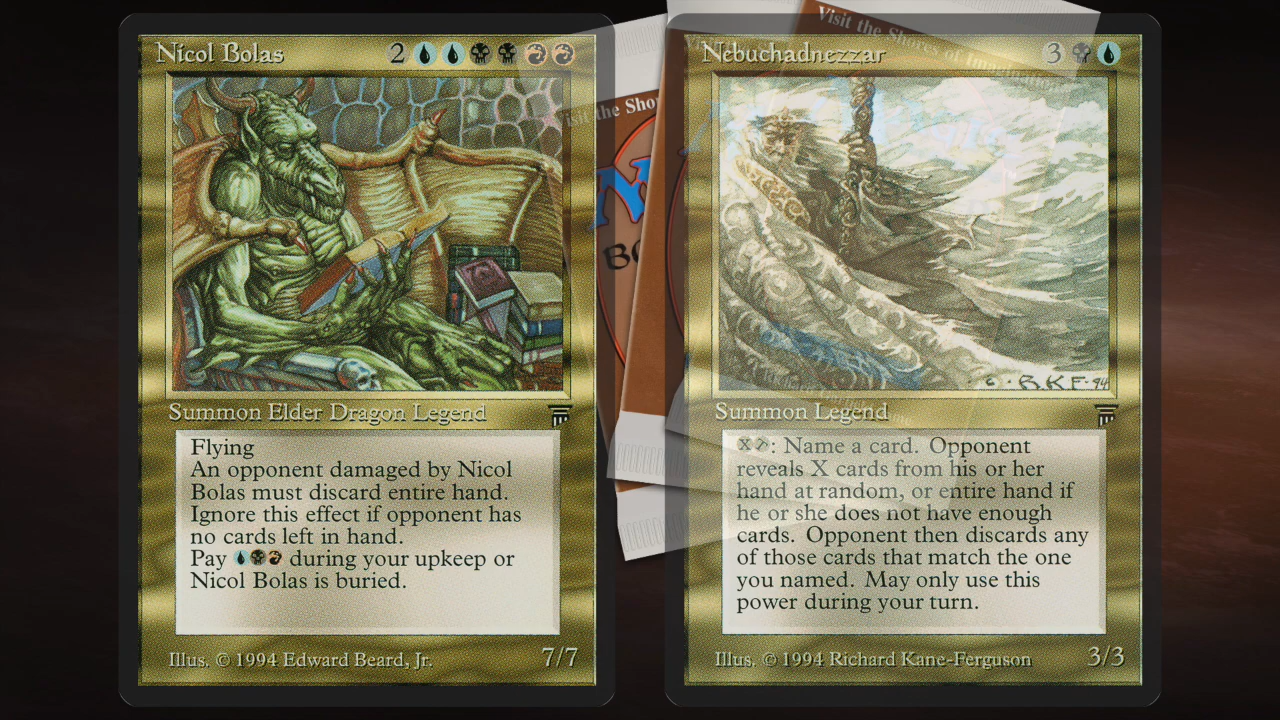 Nicol Bolas 2
Summon Elder Dragon Legend
Flying
An opponent damaged by Nicol
Bolas must discard entire hand.
Ignore this effect if opponent has
no cards left in hand.
Pay during your upkeep or
Nicol Bolas is buried.
Illus. © 1994 Edward Beard, Jr. 7/7
Visit the Shores of Imagination
Visit the Sho
Nebuchadnezzar 3
R.K.F. 94
Summon Legend
X : Name a card. Opponent
reveals X cards from his or her
hand at random, or entire hand if
he or she does not have enough
cards. Opponent then discards any
of those cards that match the one
you named. May only use this
power during your turn.
Illus. © 1994 Richard Kane-Ferguson 3/3